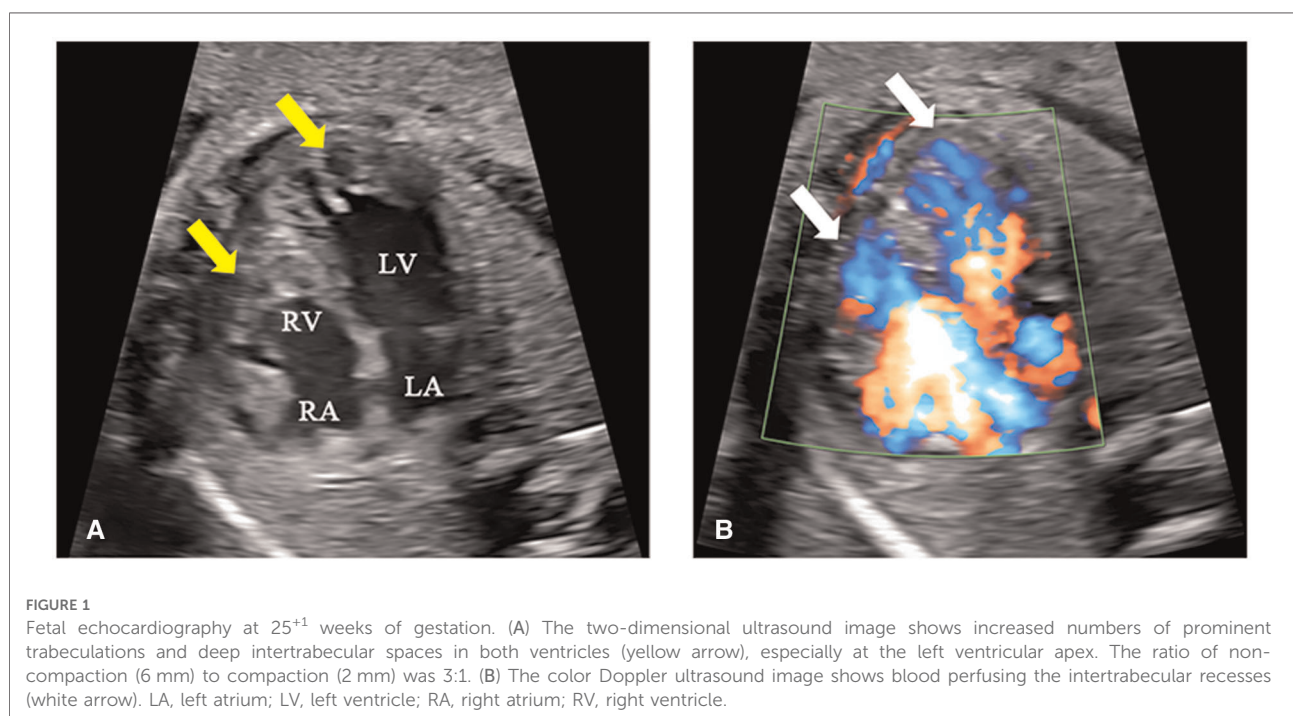 LV
RV
LA
RA
A
B
FIGURE 1
Fetal echocardiography at 25+1 weeks of gestation. (A) The two-dimensional ultrasound image shows increased numbers of prominent
trabeculations and deep intertrabecular spaces in both ventricles (yellow arrow), especially at the left ventricular apex. The ratio of non-
compaction (6 mm) to compaction (2 mm) was 3:1. (B) The color Doppler ultrasound image shows blood perfusing the intertrabecular recesses
(white arrow). LA, left atrium; LV, left ventricle; RA, right atrium; RV, right ventricle.